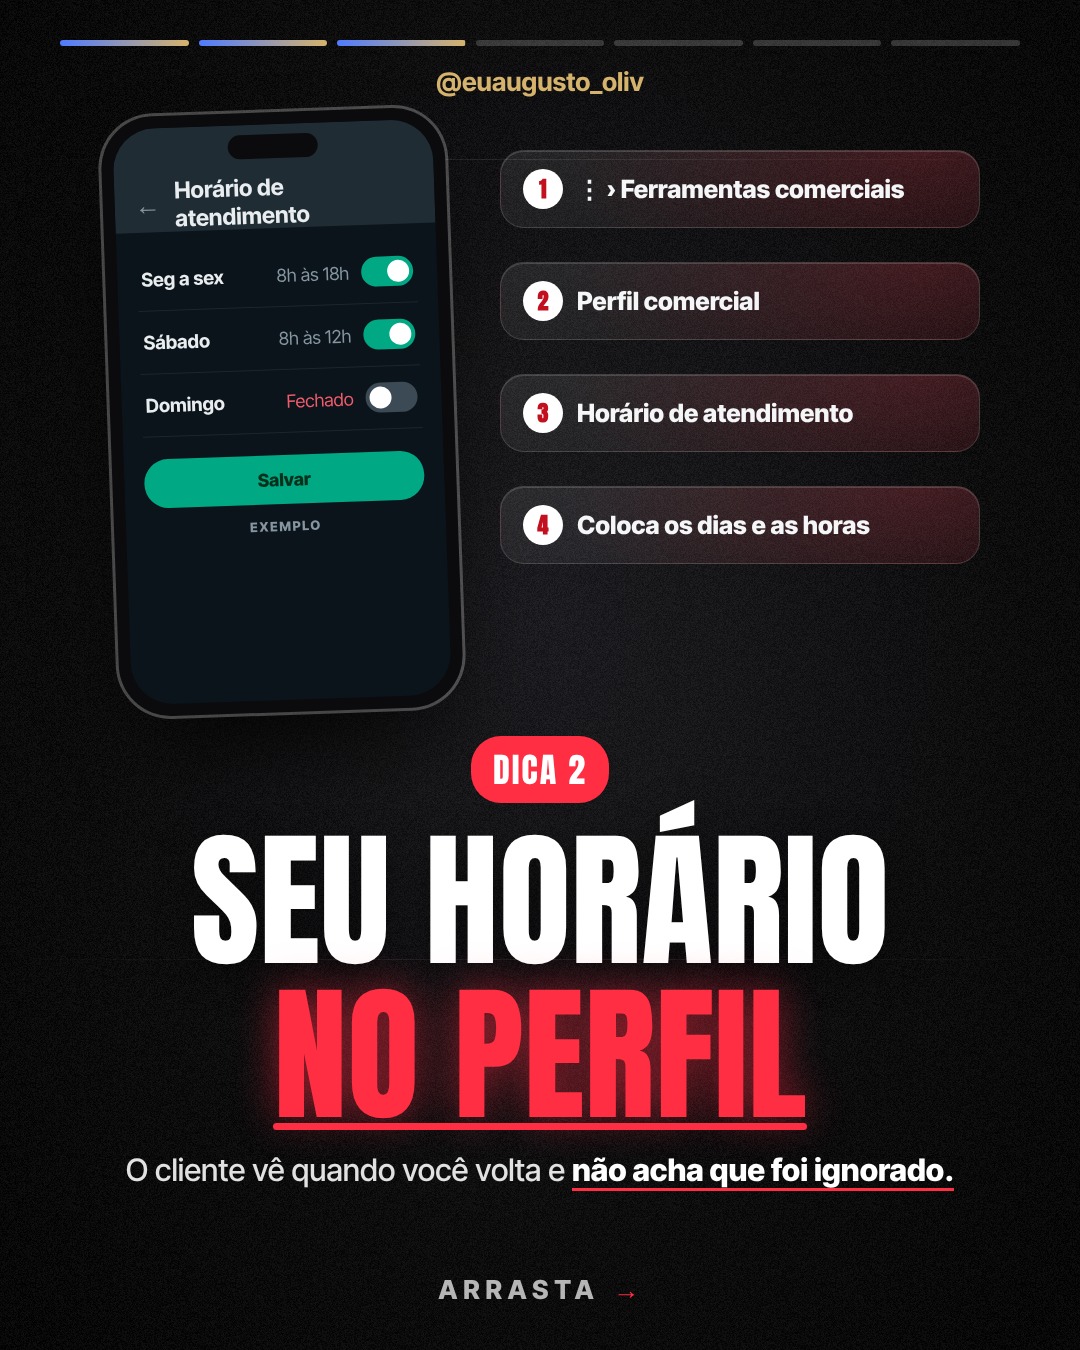 @euaugusto_oliv
← Horário de
atendimento
Seg a sex 8h às 18h
Sábado 8h às 12h
Domingo Fechado
Salvar
EXEMPLO
1 ⋮ › Ferramentas comerciais
2 Perfil comercial
3 Horário de atendimento
4 Coloca os dias e as horas
DICA 2
SEU HORÁRIO
NO PERFIL
O cliente vê quando você volta e não acha que foi ignorado.
ARRASTA →